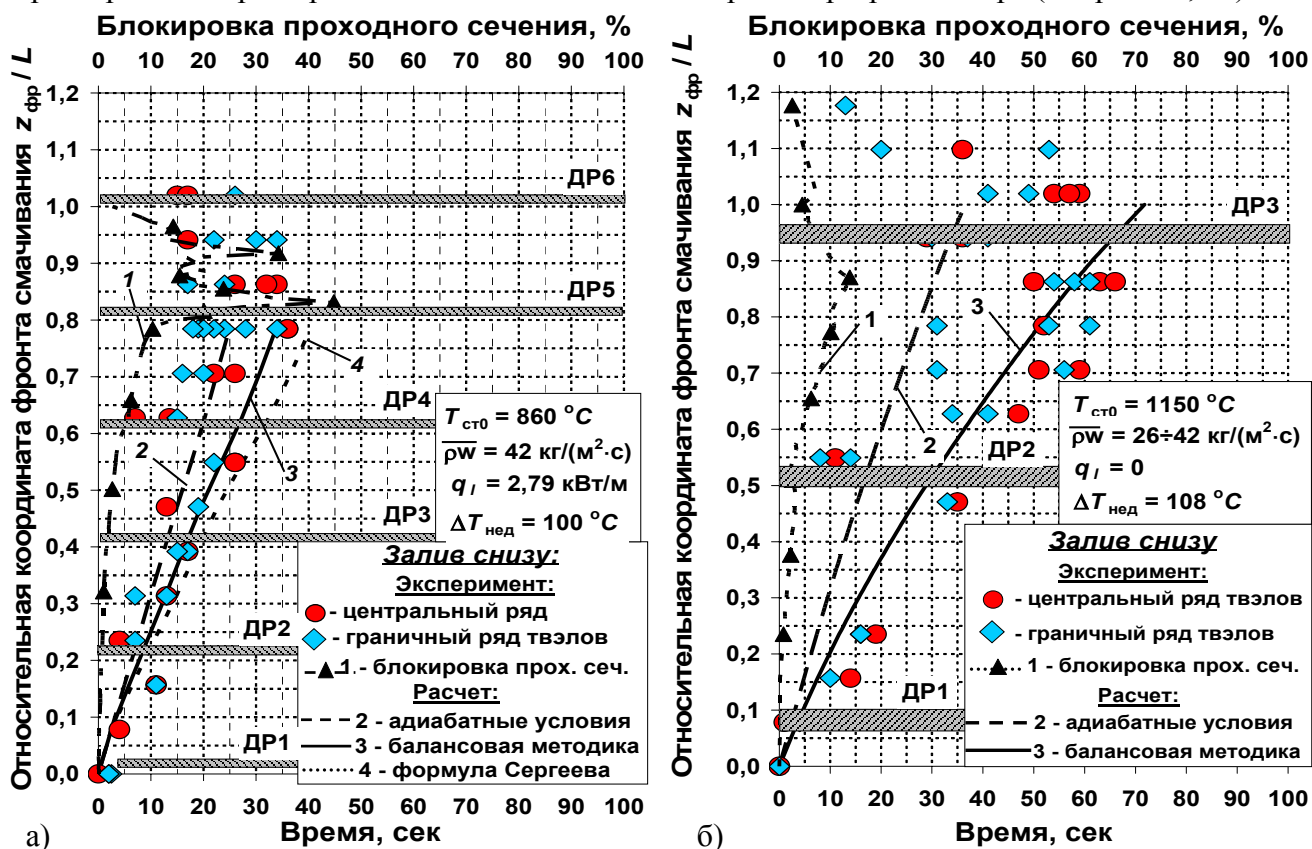 Блокировка проходного сечения, %
0 10 20 30 40 50 60 70 80 90 100
Относительная координата фронта смачивания zфр / L
1,2
1,1
1,0
0,9
0,8
0,7
0,6
0,5
0,4
0,3
0,2
0,1
0,0
ДР6
ДР5
ДР4
ДР3
ДР2
ДР1
1
2
3
4
Tст0 = 860 °C
ρw = 42 кг/(м²·с)
q l = 2,79 кВт/м
ΔTнед = 100 °C
Залив снизу:
Эксперимент:
- центральный ряд
- граничный ряд твэлов
1 - блокировка прох. сеч.
Расчет:
2 - адиабатные условия
3 - балансовая методика
4 - формула Сергеева
0 10 20 30 40 50 60 70 80 90 100
Время, сек
а)
Блокировка проходного сечения, %
0 10 20 30 40 50 60 70 80 90 100
Относительная координата фронта смачивания zфр / L
1,2
1,1
1,0
0,9
0,8
0,7
0,6
0,5
0,4
0,3
0,2
0,1
0,0
ДР3
ДР2
ДР1
1
2
3
Tст0 = 1150 °C
ρw = 26÷42 кг/(м²·с)
q l = 0
ΔTнед = 108 °C
Залив снизу
Эксперимент:
- центральный ряд твэлов
- граничный ряд твэлов
1 - блокировка прох. сеч.
Расчет:
2 - адиабатные условия
3 - балансовая методика
0 10 20 30 40 50 60 70 80 90 100
Время, сек
б)